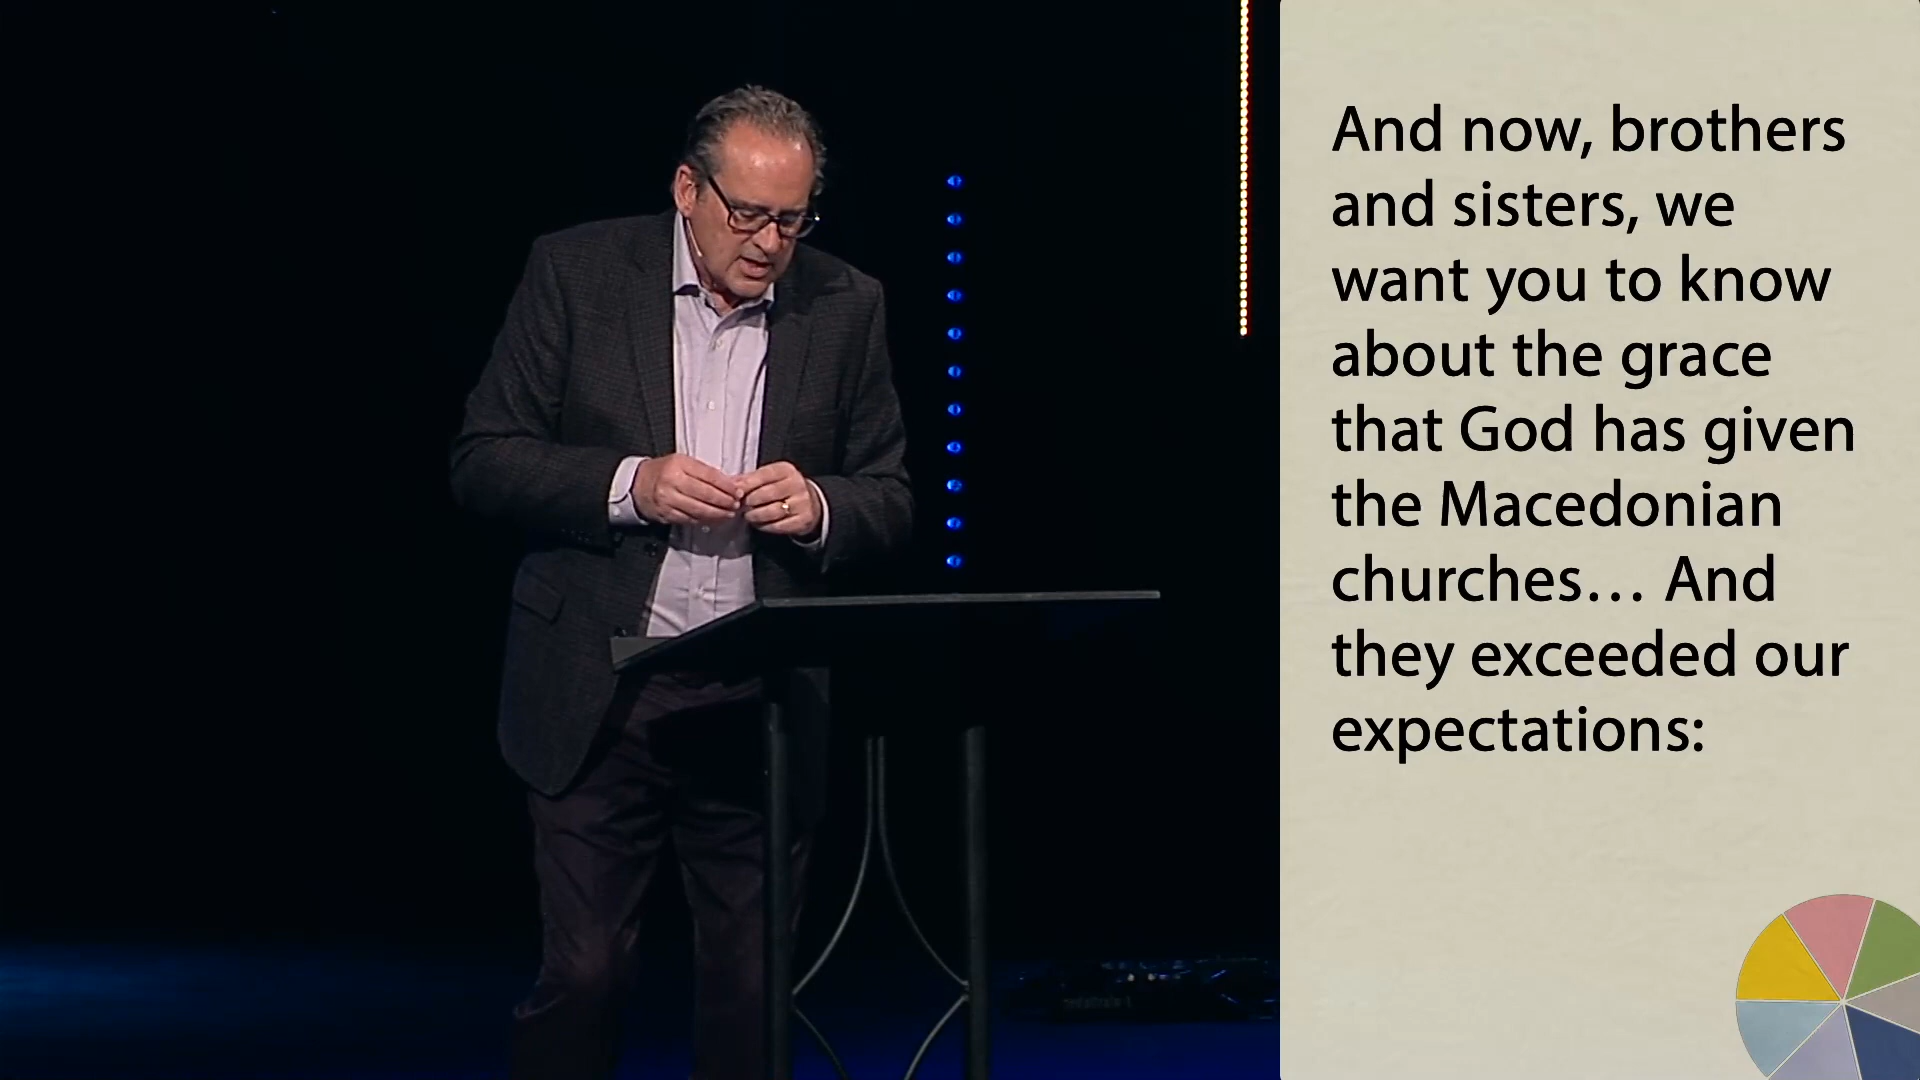 And now, brothers
and sisters, we
want you to know
about the grace
that God has given
the Macedonian
churches… And
they exceeded our
expectations: